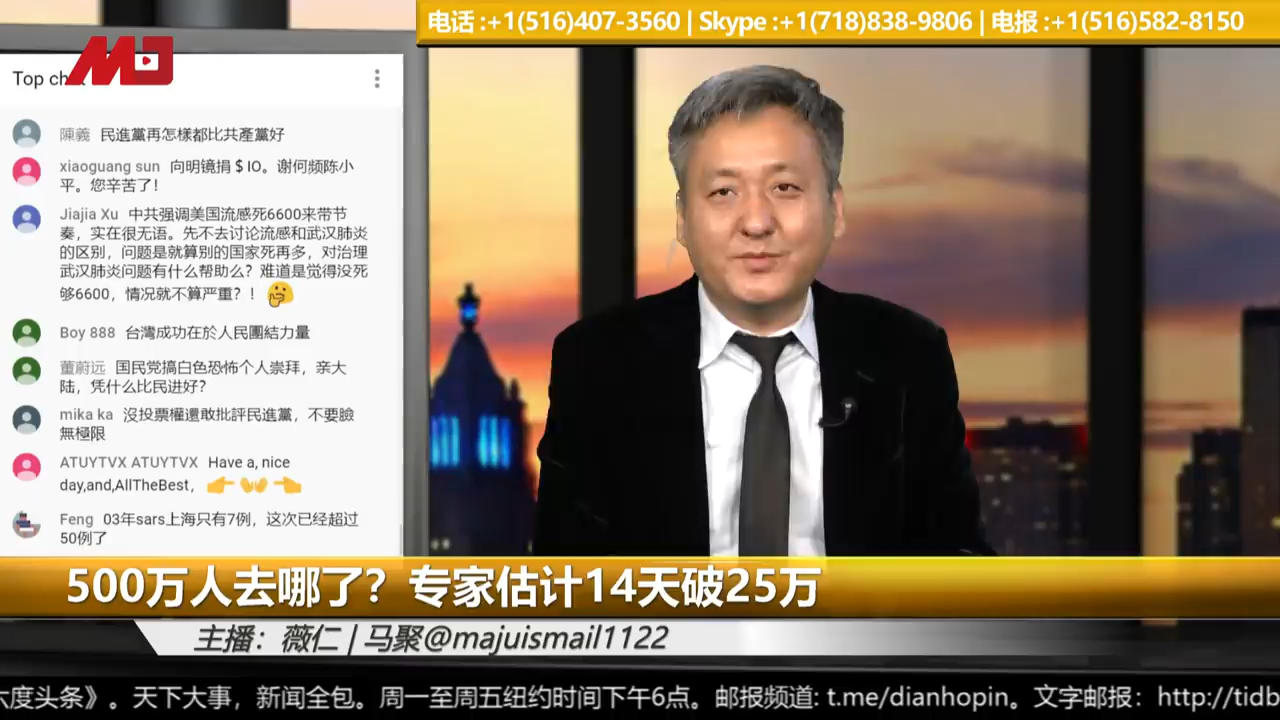 电话 :+1(516)407-3560 | Skype :+1(718)838-9806 | 电报 :+1(516)582-8150
MJ
Top ch
陳義 民進黨再怎樣都比共產黨好
xiaoguang sun 向明镜捐＄IO。谢何频陈小
平。您辛苦了！
Jiajia Xu 中共强调美国流感死6600来带节
奏，实在很无语。先不去讨论流感和武汉肺炎
的区别，问题是就算别的国家死再多，对治理
武汉肺炎问题有什么帮助么？难道是觉得没死
够6600，情况就不算严重？！🤔
Boy 888 台灣成功在於人民團結力量
董蔚远 国民党搞白色恐怖个人崇拜，亲大
陆，凭什么比民进好？
mika ka 沒投票權還敢批評民進黨，不要臉
無極限
ATUYTVX ATUYTVX Have a, nice
day,and,AllTheBest，👉👐👈
Feng 03年sars上海只有7例，这次已经超过
50例了
500万人去哪了？专家估计14天破25万
主播：薇仁 | 马聚@majuismail1122
六度头条》。天下大事，新闻全包。周一至周五纽约时间下午6点。邮报频道: t.me/dianhopin。文字邮报：http://tidb